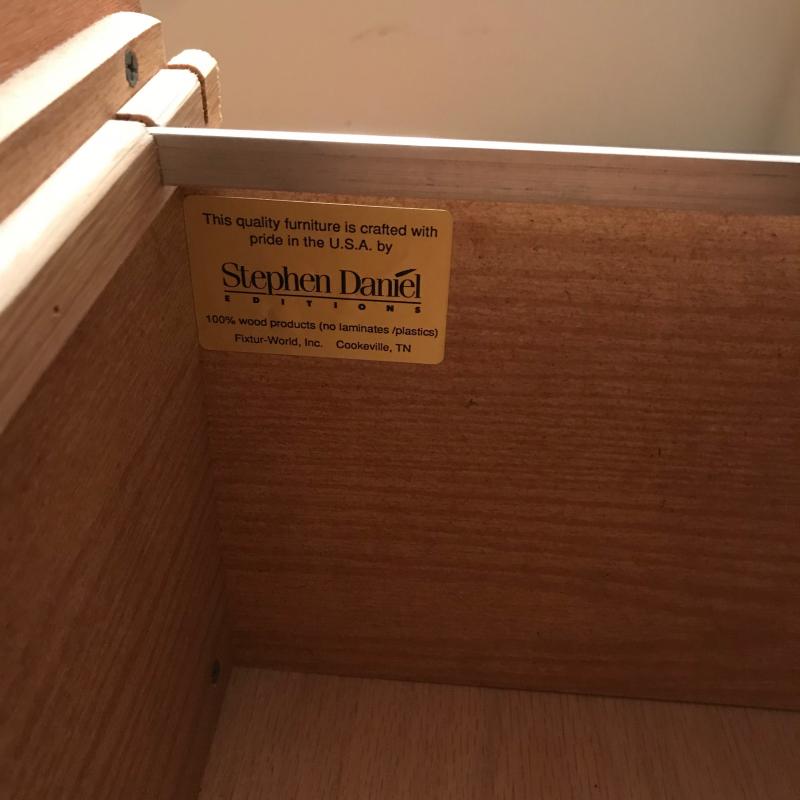 This quality furniture is crafted with
pride in the U.S.A. by
Stephen Daniel
EDITIONS
100% wood products (no laminates /plastics)
Fixtur-World, Inc. Cookeville, TN